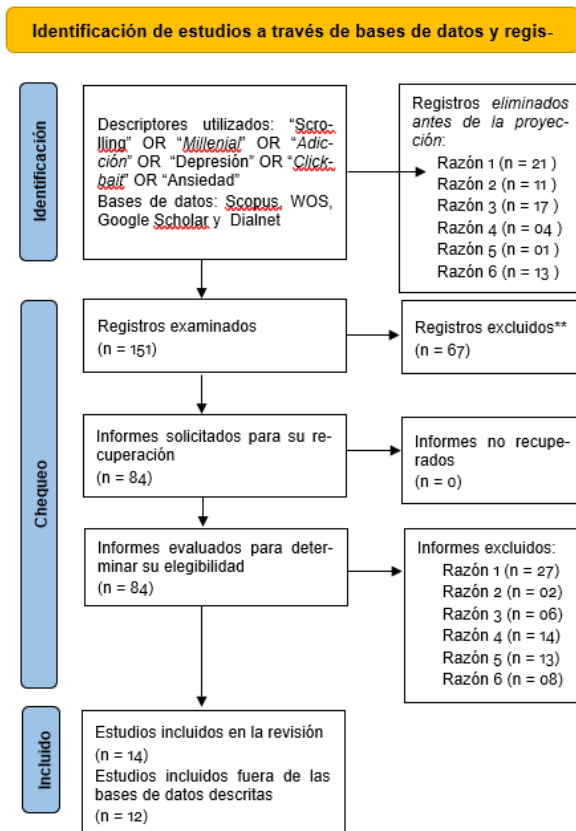 Identificación de estudios a través de bases de datos y regis-
Identificación
Descriptores utilizados: “Scro-
lling” OR “Millenial” OR “Adic-
ción” OR “Depresión” OR “Click-
bait” OR “Ansiedad”
Bases de datos: Scopus, WOS,
Google Scholar y Dialnet
Registros eliminados
antes de la proyec-
ción:
Razón 1 (n = 21 )
Razón 2 (n = 11 )
Razón 3 (n = 17 )
Razón 4 (n = 04 )
Razón 5 (n = 01 )
Razón 6 (n = 13 )
Chequeo
Registros examinados
(n = 151)
Registros excluidos**
(n = 67)
Informes solicitados para su re-
cuperación
(n = 84)
Informes no recupe-
rados
(n = 0)
Informes evaluados para deter-
minar su elegibilidad
(n = 84)
Informes excluidos:
Razón 1 (n = 27)
Razón 2 (n = 02)
Razón 3 (n = 06)
Razón 4 (n = 14)
Razón 5 (n = 13)
Razón 6 (n = 08)
Incluido
Estudios incluidos en la revisión
(n = 14)
Estudios incluidos fuera de las
bases de datos descritas
(n = 12)